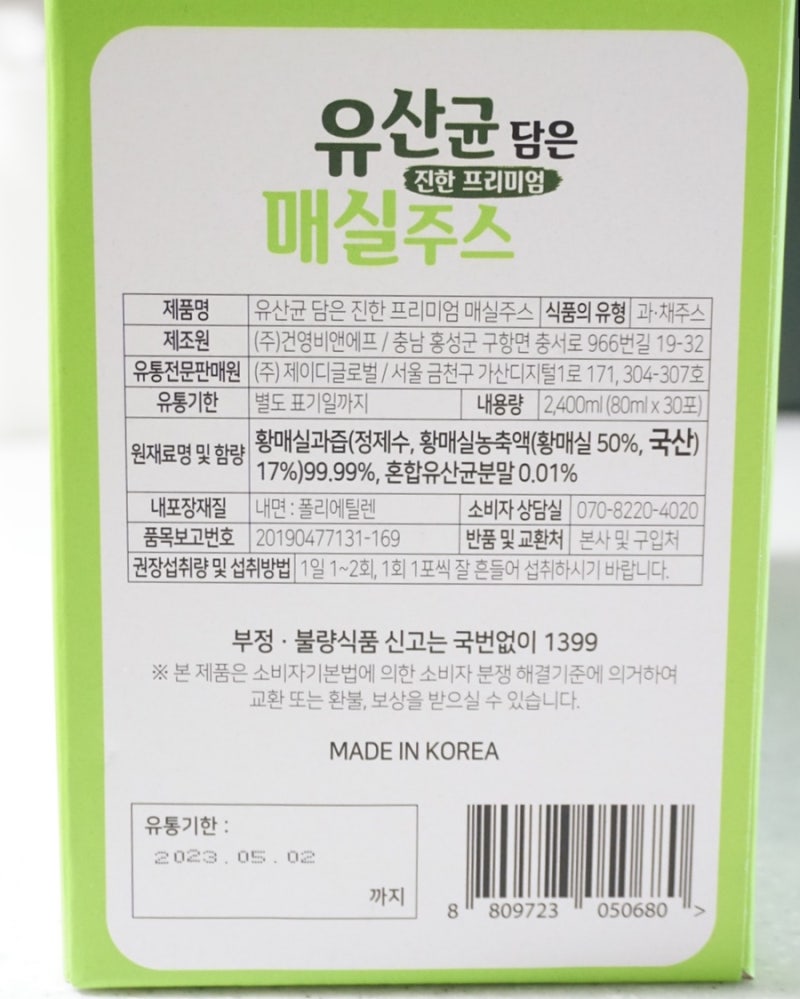 유산균 담은
진한 프리미엄
매실주스
제품명 유산균 담은 진한 프리미엄 매실주스 식품의 유형 과·채주스
제조원 (주)건영비앤에프 / 충남 홍성군 구항면 충서로 966번길 19-32
유통전문판매원 (주) 제이디글로벌 / 서울 금천구 가산디지털1로 171, 304-307호
유통기한 별도 표기일까지 내용량 2,400ml (80ml x 30포)
원재료명 및 함량 황매실과즙(정제수, 황매실농축액(황매실 50%, 국산)
17%)99.99%, 혼합유산균분말 0.01%
내포장재질 내면 : 폴리에틸렌 소비자 상담실 070-8220-4020
품목보고번호 20190477131-169 반품 및 교환처 본사 및 구입처
권장섭취량 및 섭취방법 1일 1~2회, 1회 1포씩 잘 흔들어 섭취하시기 바랍니다.
부정 · 불량식품 신고는 국번없이 1399
※ 본 제품은 소비자기본법에 의한 소비자 분쟁 해결기준에 의거하여
교환 또는 환불, 보상을 받으실 수 있습니다.
MADE IN KOREA
유통기한 :
2023.05.02
까지
8 809723 050680 >